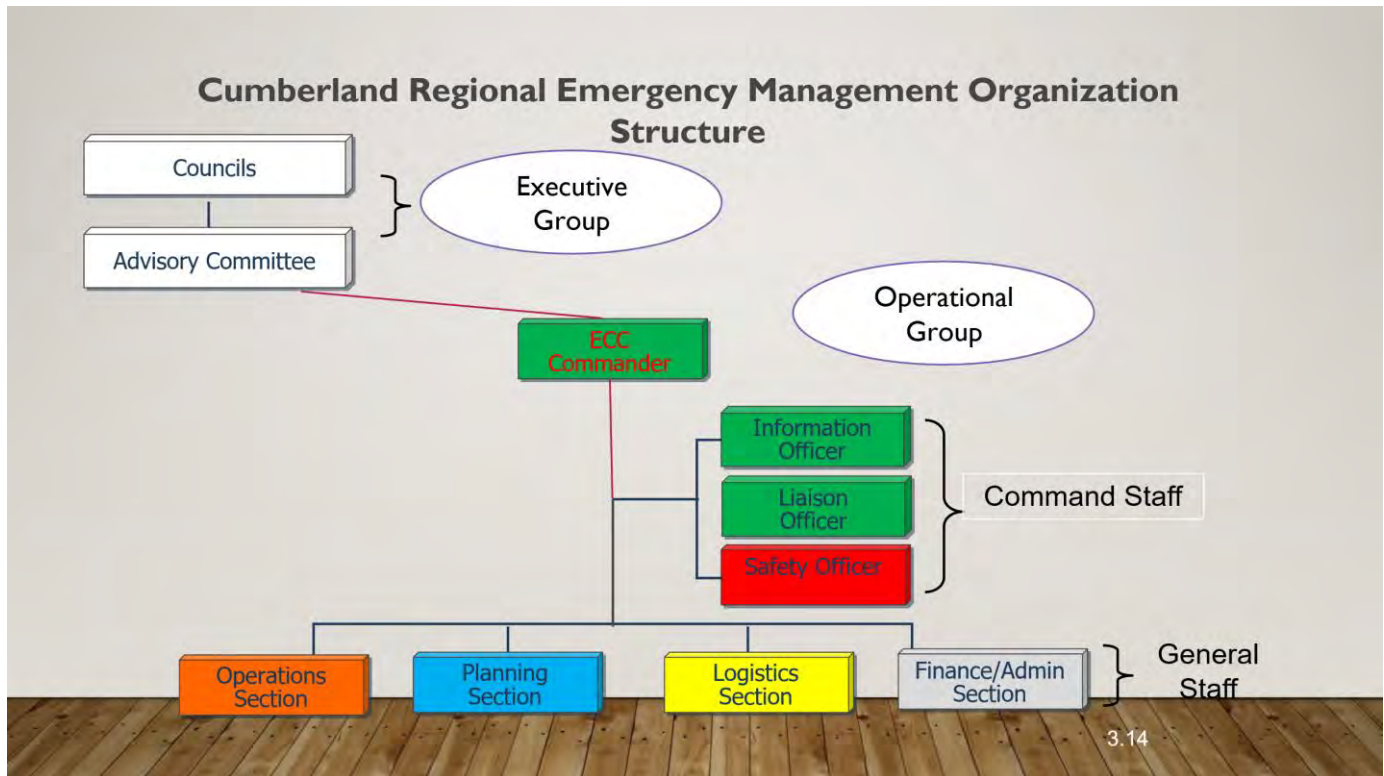 Cumberland Regional Emergency Management Organization
Structure
Councils
Executive
Group
Advisory Committee
Operational
Group
ECC
Commander
Information
Officer
Liaison
Officer
Command Staff
Safety Officer
Operations
Section
Planning
Section
Logistics
Section
Finance/Admin
Section
General
Staff
3.14